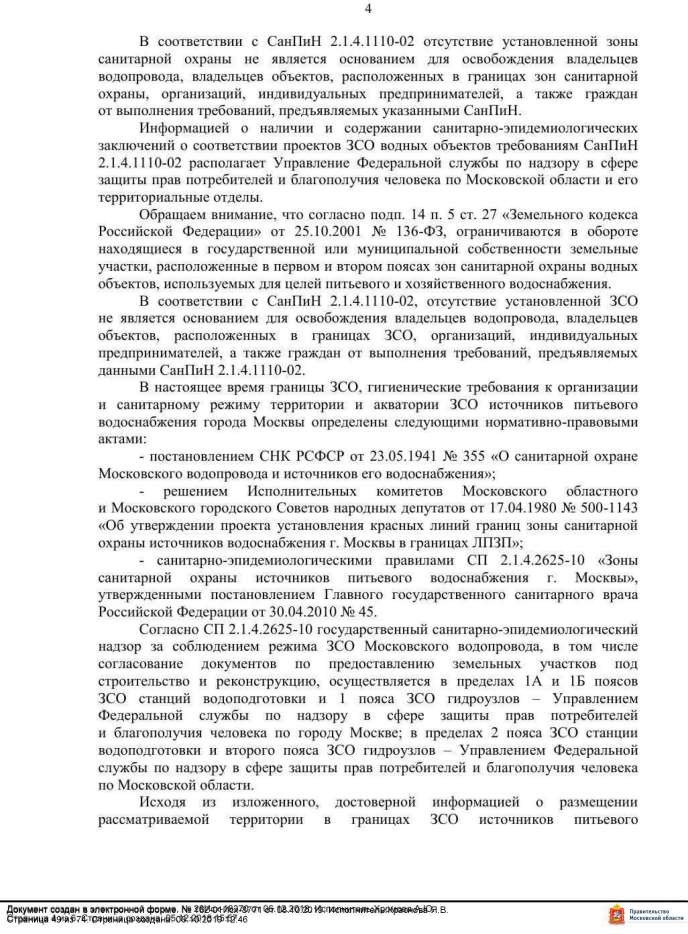 4
В соответствии с СанПиН 2.1.4.1110-02 отсутствие установленной зоны
санитарной охраны не является основанием для освобождения владельцев
водопровода, владельцев объектов, расположенных в границах зон санитарной
охраны, организаций, индивидуальных предпринимателей, а также граждан
от выполнения требований, предъявляемых указанными СанПиН.
Информацией о наличии и содержании санитарно-эпидемиологических
заключений о соответствии проектов ЗСО водных объектов требованиям СанПиН
2.1.4.1110-02 располагает Управление Федеральной службы по надзору в сфере
защиты прав потребителей и благополучия человека по Московской области и его
территориальные отделы.
Обращаем внимание, что согласно подп. 14 п. 5 ст. 27 «Земельного кодекса
Российской Федерации» от 25.10.2001 № 136-ФЗ, ограничиваются в обороте
находящиеся в государственной или муниципальной собственности земельные
участки, расположенные в первом и втором поясах зон санитарной охраны водных
объектов, используемых для целей питьевого и хозяйственного водоснабжения.
В соответствии с СанПиН 2.1.4.1110-02, отсутствие установленной ЗСО
не является основанием для освобождения владельцев водопровода, владельцев
объектов, расположенных в границах ЗСО, организаций, индивидуальных
предпринимателей, а также граждан от выполнения требований, предъявляемых
данными СанПиН 2.1.4.1110-02.
В настоящее время границы ЗСО, гигиенические требования к организации
и санитарному режиму территории и акватории ЗСО источников питьевого
водоснабжения города Москвы определены следующими нормативно-правовыми
актами:
- постановлением СНК РСФСР от 23.05.1941 № 355 «О санитарной охране
Московского водопровода и источников его водоснабжения»;
- решением Исполнительных комитетов Московского областного
и Московского городского Советов народных депутатов от 17.04.1980 № 500-1143
«Об утверждении проекта установления красных линий границ зоны санитарной
охраны источников водоснабжения г. Москвы в границах ЛПЗП»;
- санитарно-эпидемиологическими правилами СП 2.1.4.2625-10 «Зоны
санитарной охраны источников питьевого водоснабжения г. Москвы»,
утвержденными постановлением Главного государственного санитарного врача
Российской Федерации от 30.04.2010 № 45.
Согласно СП 2.1.4.2625-10 государственный санитарно-эпидемиологический
надзор за соблюдением режима ЗСО Московского водопровода, в том числе
согласование документов по предоставлению земельных участков под
строительство и реконструкцию, осуществляется в пределах 1А и 1Б поясов
ЗСО станций водоподготовки и 1 пояса ЗСО гидроузлов – Управлением
Федеральной службы по надзору в сфере защиты прав потребителей
и благополучия человека по городу Москве; в пределах 2 пояса ЗСО станции
водоподготовки и второго пояса ЗСО гидроузлов – Управлением Федеральной
службы по надзору в сфере защиты прав потребителей и благополучия человека
по Московской области.
Исходя из изложенного, достоверной информацией о размещении
рассматриваемой территории в границах ЗСО источников питьевого
Документ создан в электронной форме. №
Страница
Правительство
Московской области